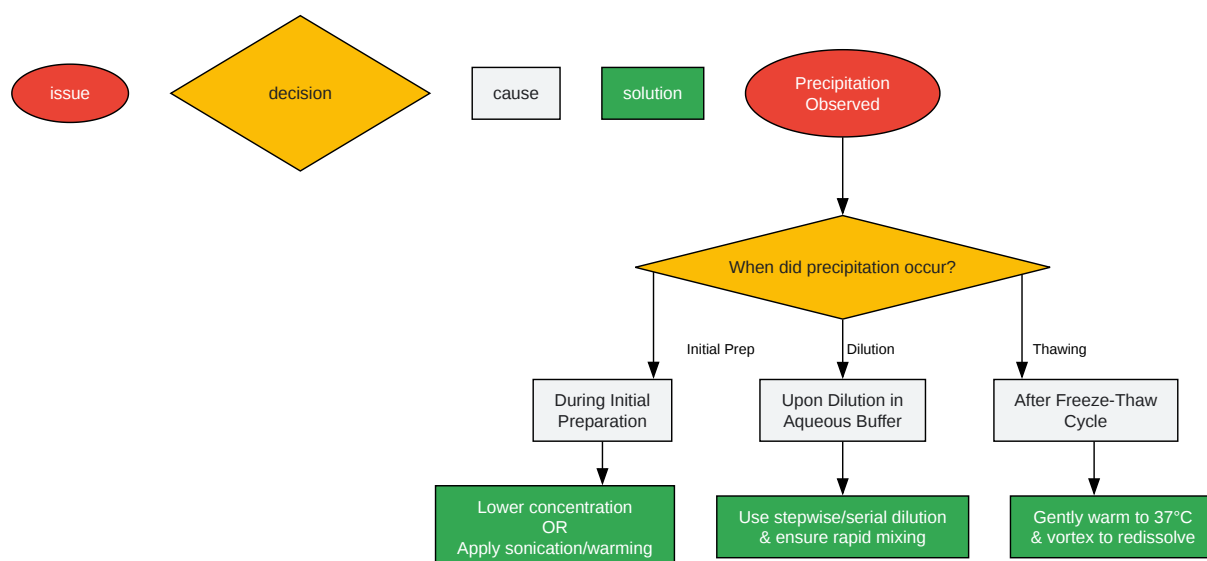 issue
decision
cause
solution
Precipitation
Observed
When did precipitation occur?
Initial Prep
Dilution
Thawing
During Initial
Preparation
Upon Dilution in
Aqueous Buffer
After Freeze-Thaw
Cycle
Lower concentration
OR
Apply sonication/warming
Use stepwise/serial dilution
& ensure rapid mixing
Gently warm to 37°C
& vortex to redissolve